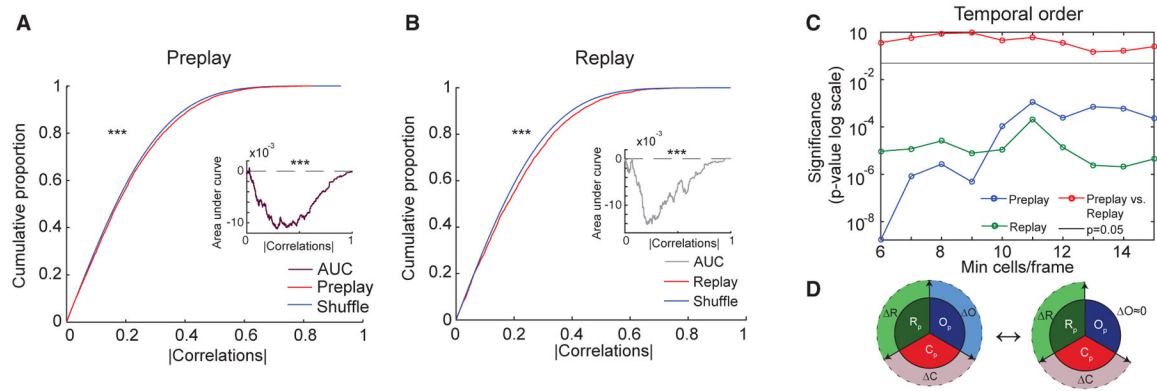 A
Preplay
Cumulative proportion
1
0.8
0.6
0.4
0.2
0
0
0.2
0.4
0.6
0.8
1
|Correlations|
***
x10⁻³
***
Area under curve
0
-10
0
1
|Correlations|
AUC
Preplay
Shuffle
B
Replay
Cumulative proportion
1
0.8
0.6
0.4
0.2
0
0
0.2
0.4
0.6
0.8
1
|Correlations|
***
x10⁻³
***
Area under curve
0
-10
0
1
|Correlations|
AUC
Replay
Shuffle
C
Temporal order
Significance
(p-value log scale)
10
10⁻²
10⁻⁴
10⁻⁶
10⁻⁸
6
8
10
12
14
Min cells/frame
Preplay
Replay
Preplay vs.
Replay
p=0.05
D
ΔR
ΔO
Rₚ
Oₚ
Cₚ
ΔC
ΔR
ΔO≈0
Rₚ
Oₚ
Cₚ
ΔC